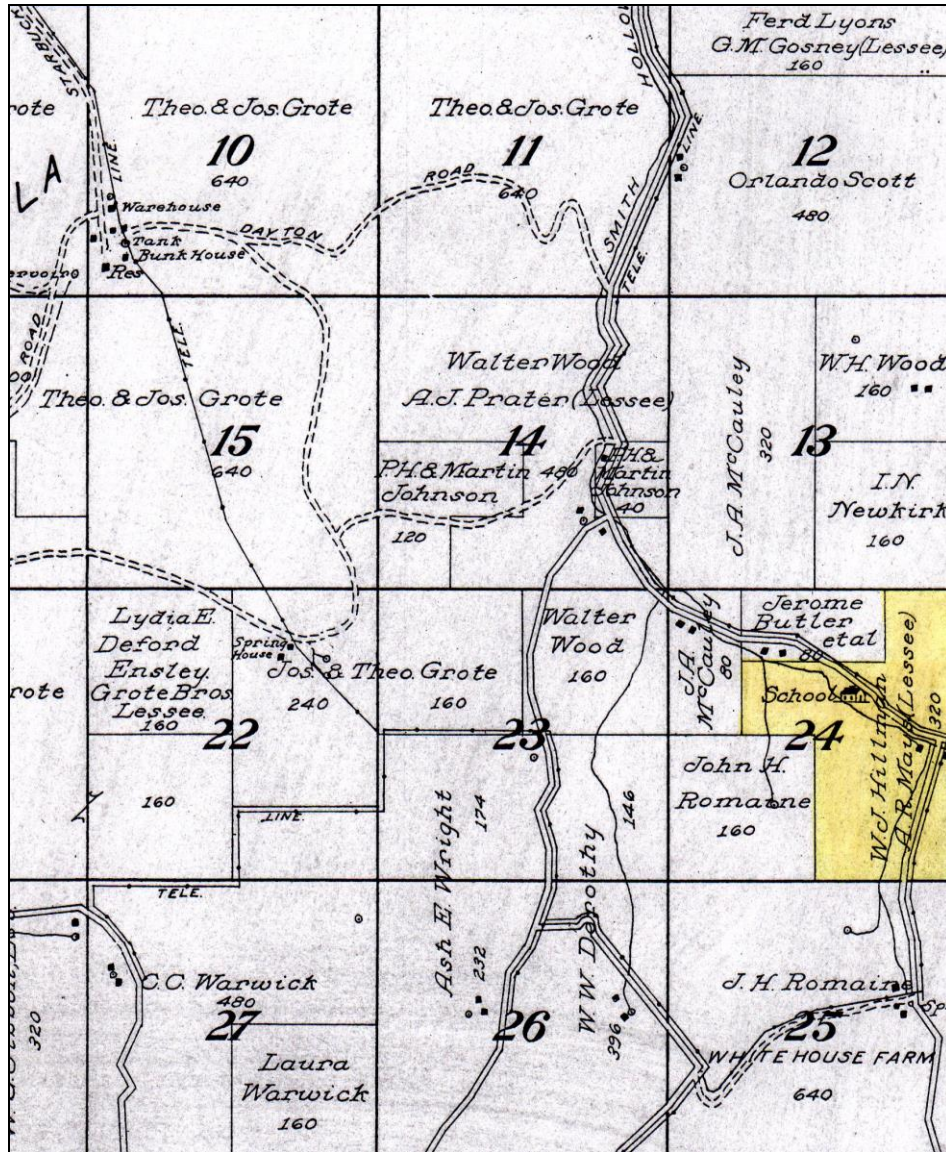 STARBUCK
HOLLOW
Ferd Lyons
G.M. Gosney (Lessee)
160
rote
Theo. & Jos. Grote
10
640
LINE.
Warehouse
Tank
Bunk House
Res
LA
DAYTON
ROAD
Theo. & Jos. Grote
11
640
SMITH
TELE.
LINE
12
Orlando Scott
480
ROAD
TELE.
Theo. & Jos. Grote
15
640
Walter Wood
A.J. Prater (Lessee)
14
480
P.H. & Martin
Johnson
120
P.H. &
Martin
Johnson
40
J.A. McCauley
320
13
W.H. Wood
160
I.N.
Newkirk
160
rote
Lydia E.
Deford
Ensley.
Grote Bros
Lessee.
160
22
160
Spring
House
Jos. & Theo. Grote
240
160
23
Walter
Wood
160
J.A.
McCauley
80
Jerome
Butler
etal
80
School
24
W.J. Hillman
A.R. Mays (Lessee)
320
John H.
Romaine
160
LINE.
TELE.
Ash E. Wright
174
232
W.W. Dorothy
146
396
26
320
C.C. Warwick
480
27
Laura
Warwick
160
J.H. Romaine
25
WHITE HOUSE FARM
640
Sp